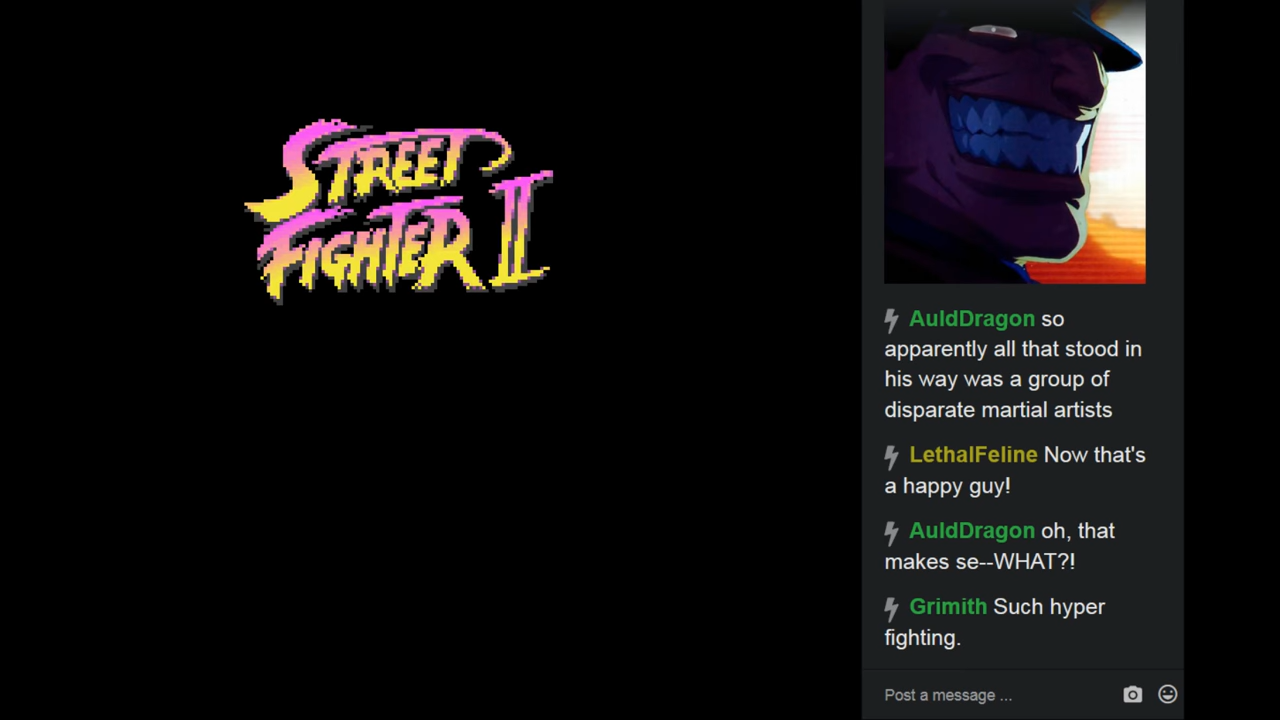 STREET
FIGHTER II
AuldDragon so
apparently all that stood in
his way was a group of
disparate martial artists
LethalFeline Now that's
a happy guy!
AuldDragon oh, that
makes se--WHAT?!
Grimith Such hyper
fighting.
Post a message ...